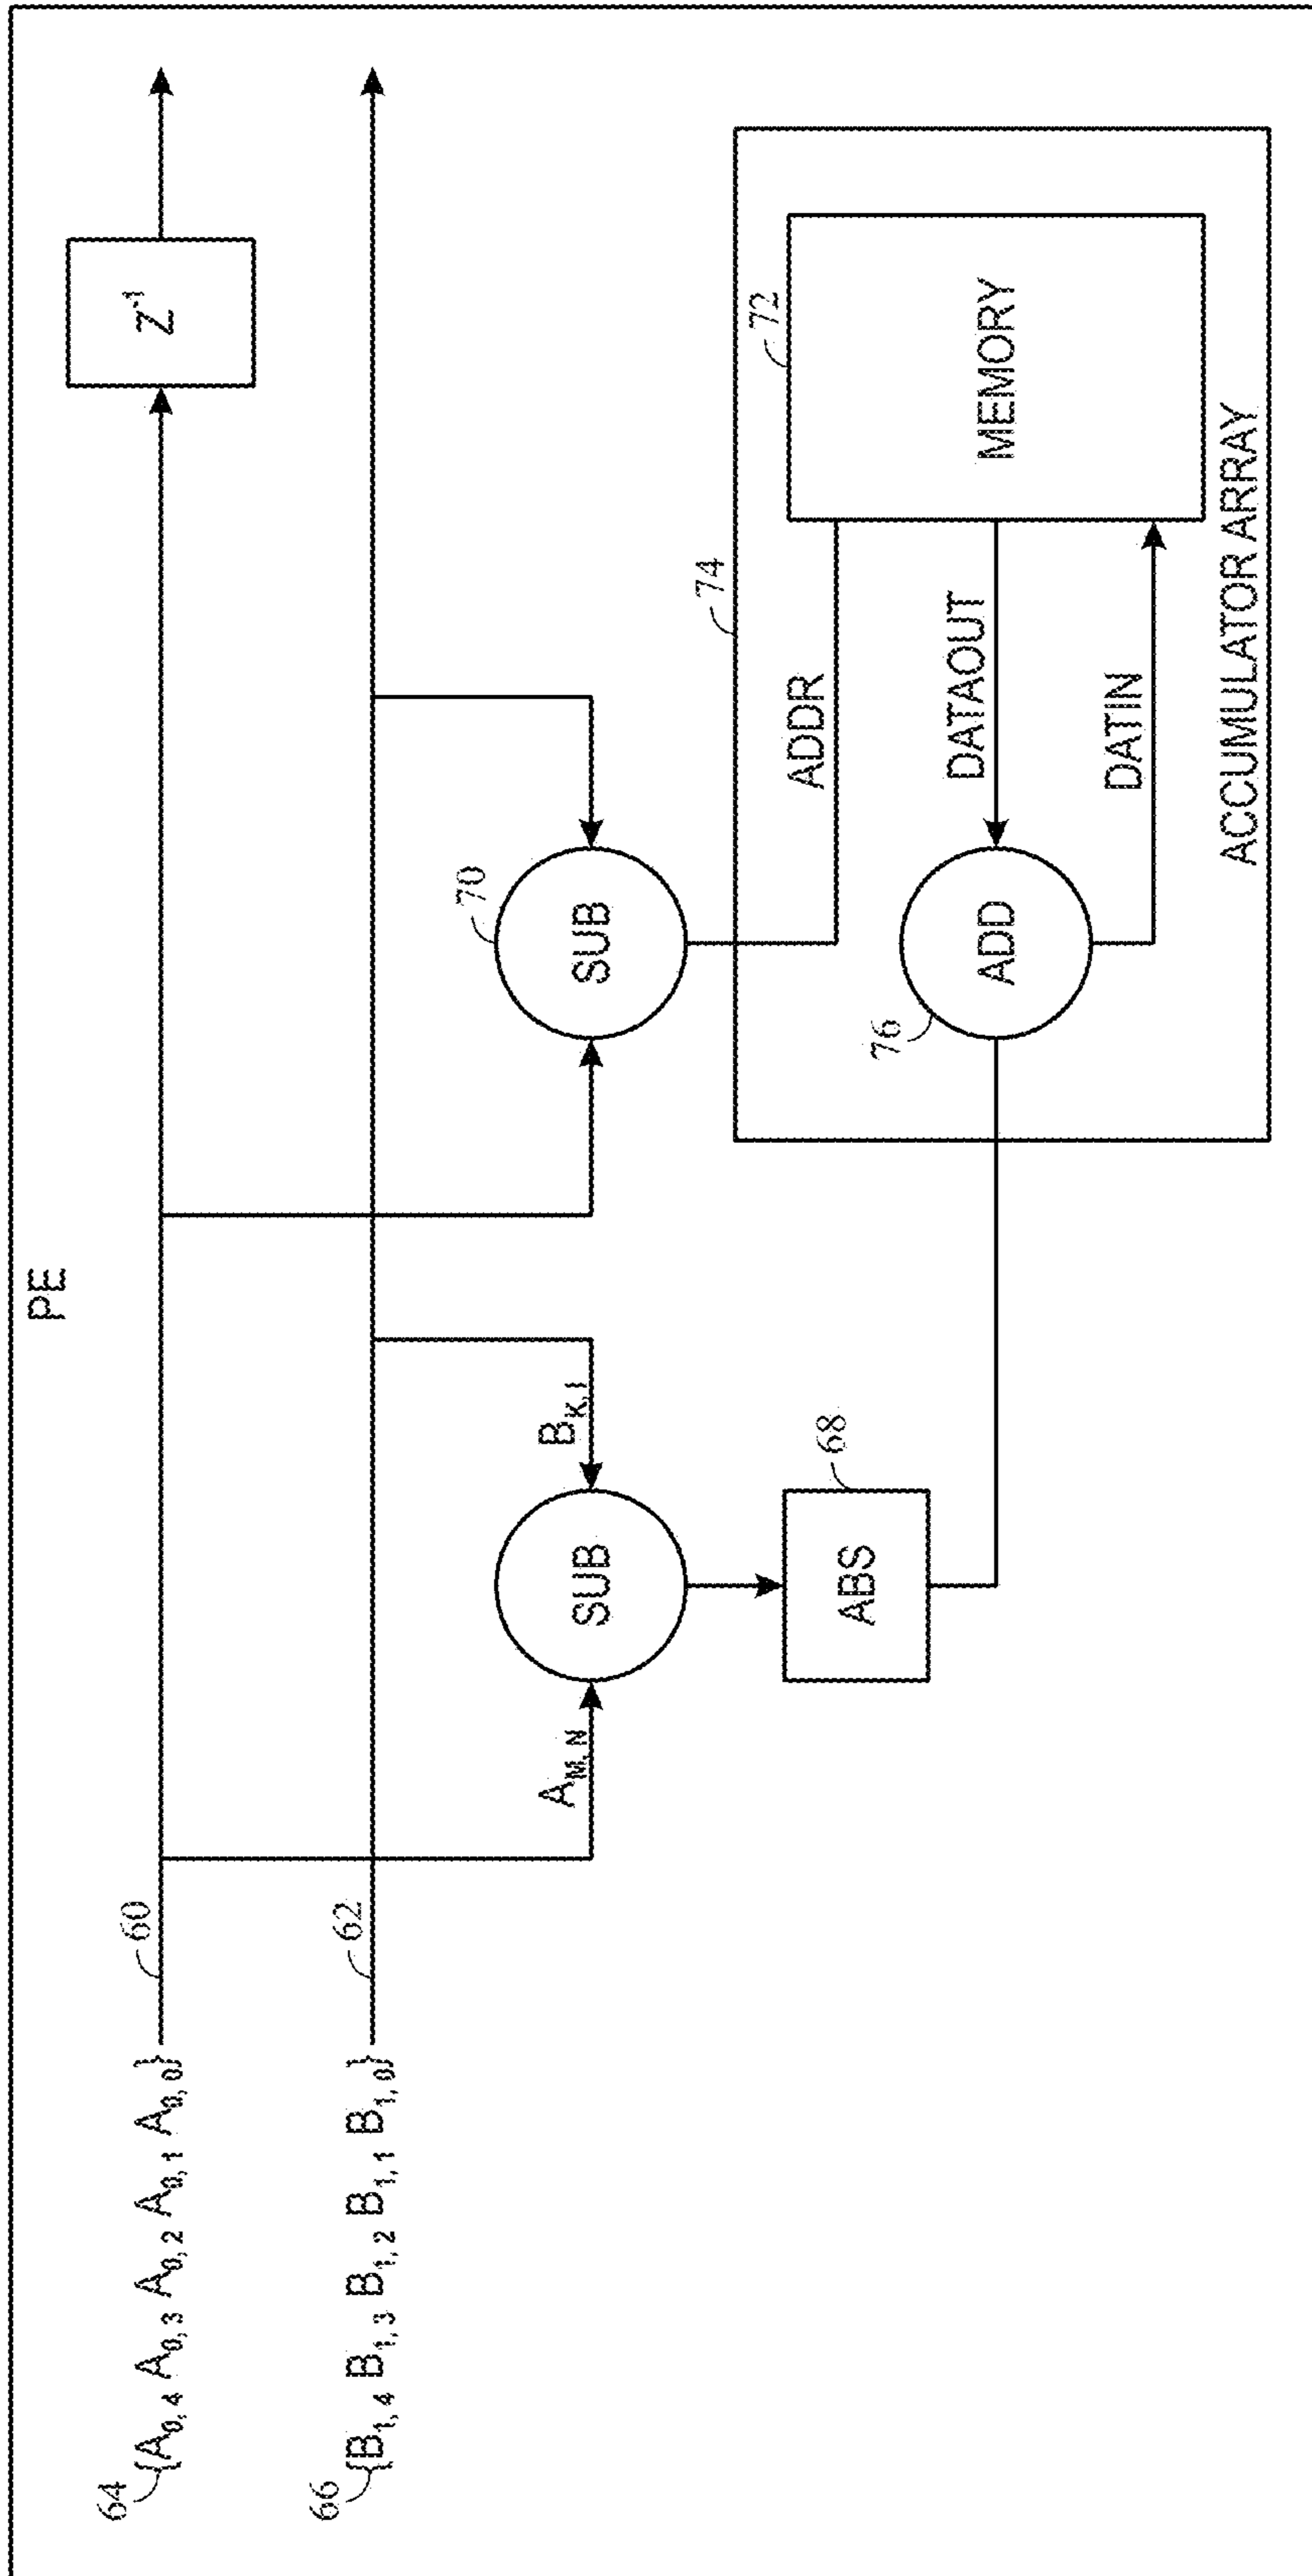 PE
64
{A0,4 A0,3 A0,2 A0,1 A0,0}
60
Z-1
66
{B1,4 B1,3 B1,2 B1,1 B1,0}
62
AM,N
BK,I
SUB
70
SUB
68
ABS
74
ADDR
72
MEMORY
DATAOUT
76
ADD
DATIN
ACCUMULATOR ARRAY